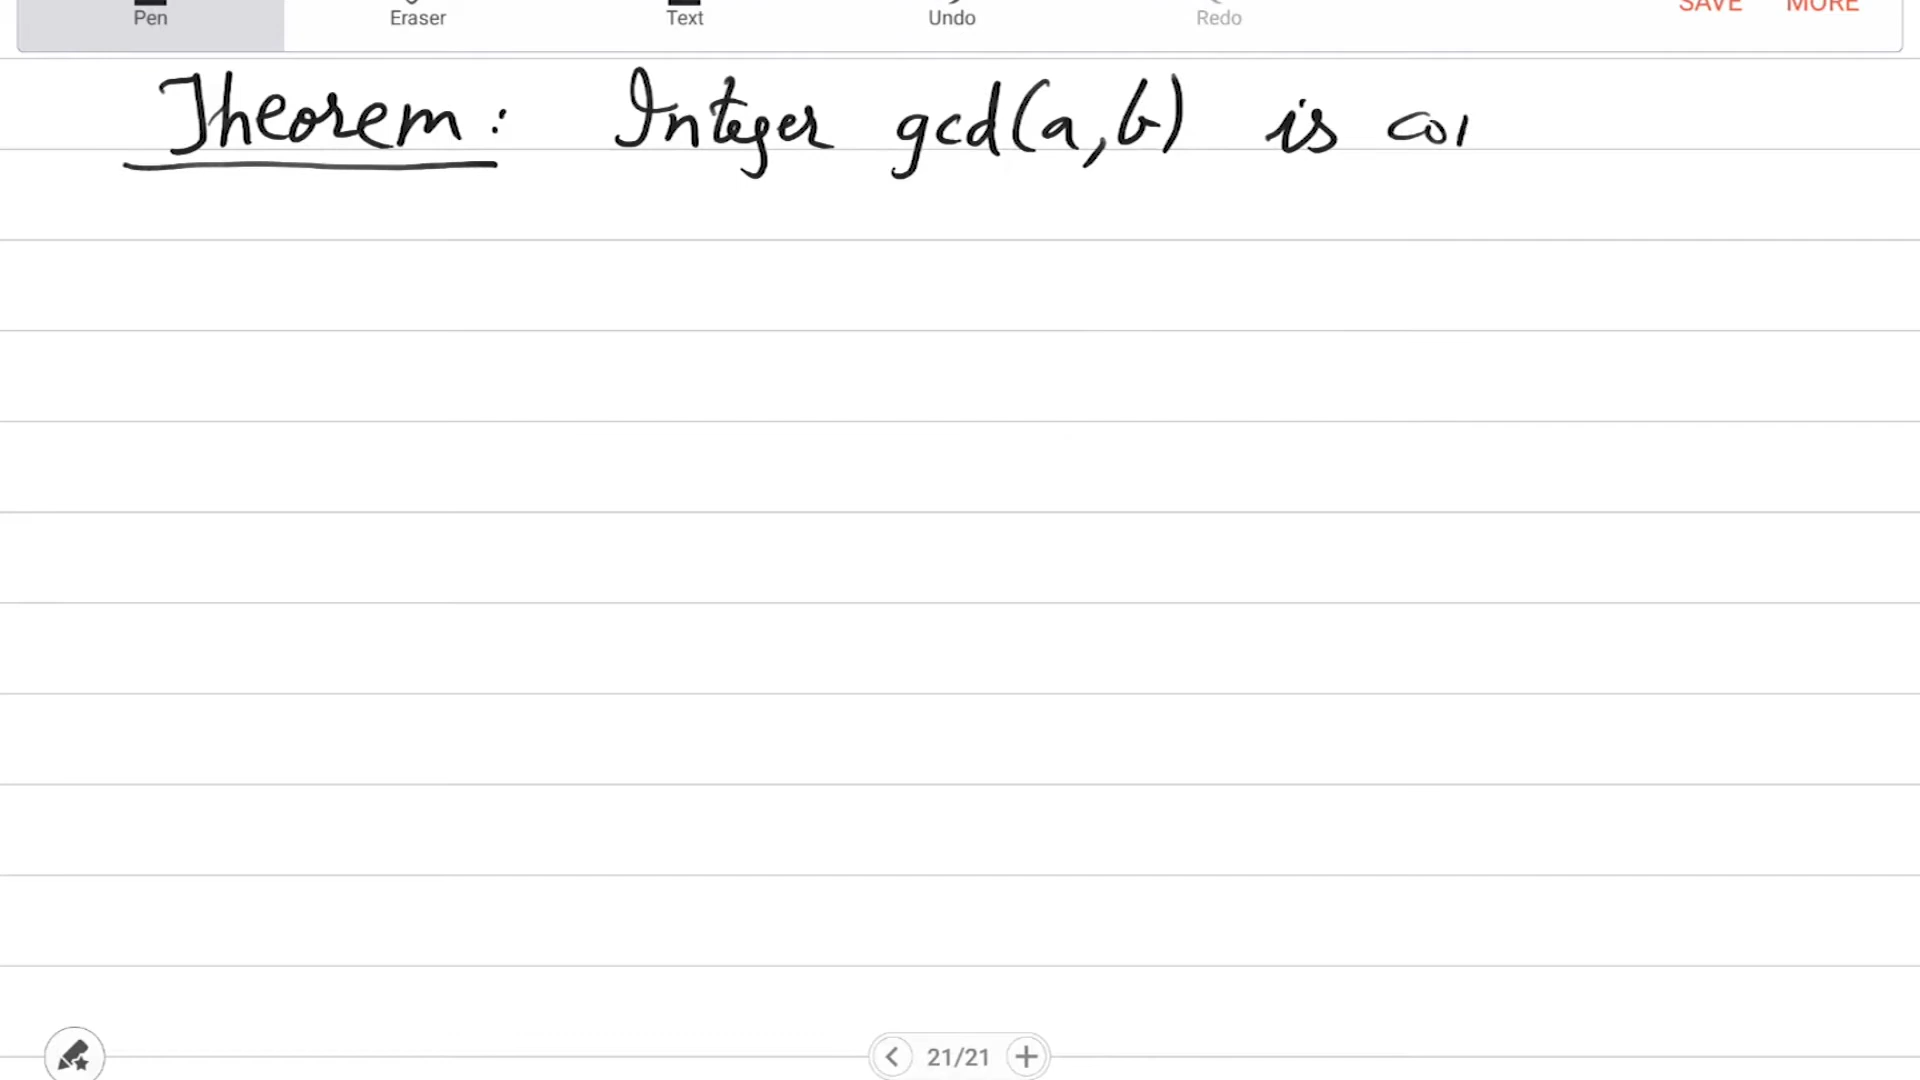 Pen Eraser Text Undo Redo SAVE MORE
Theorem: Integer gcd(a,b) is co
21/21